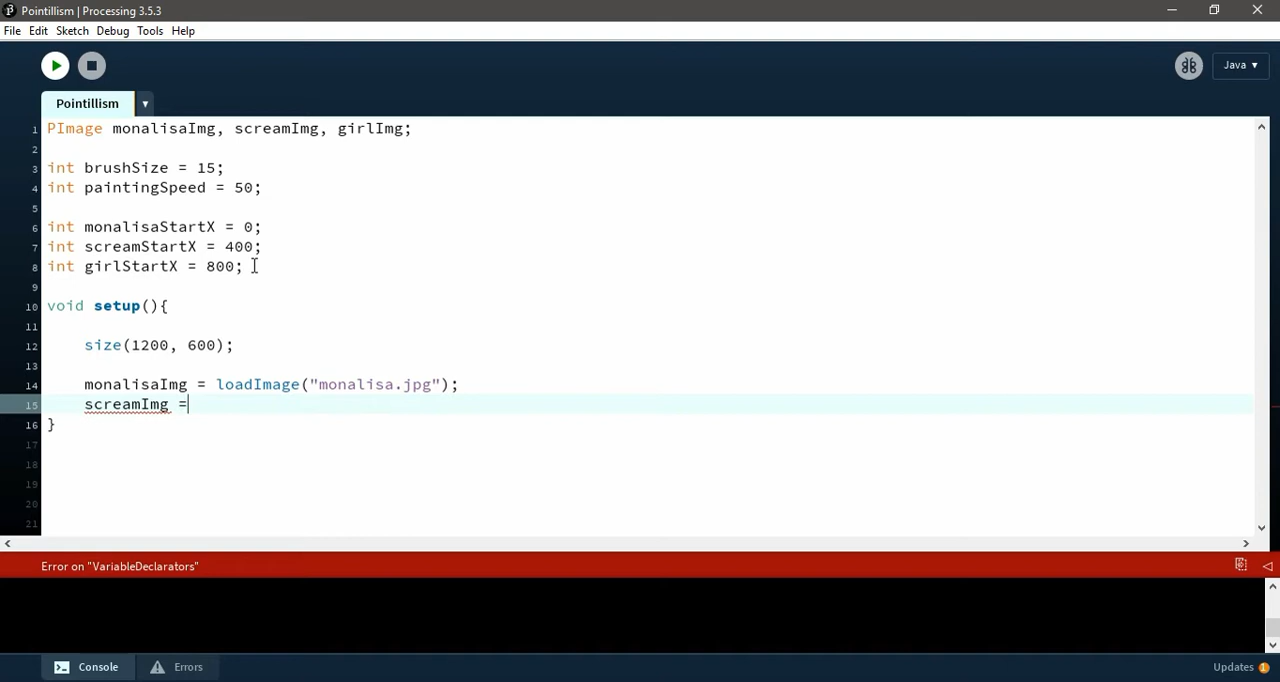 Pointillism | Processing 3.5.3
File Edit Sketch Debug Tools Help
Java ▾
Pointillism ▾
1 PImage monalisaImg, screamImg, girlImg;
2
3 int brushSize = 15;
4 int paintingSpeed = 50;
5
6 int monalisaStartX = 0;
7 int screamStartX = 400;
8 int girlStartX = 800;
9
10 void setup(){
11
12 size(1200, 600);
13
14 monalisaImg = loadImage("monalisa.jpg");
15 screamImg =
16 }
17
18
19
20
21
Error on "VariableDeclarators"
Console Errors Updates 1